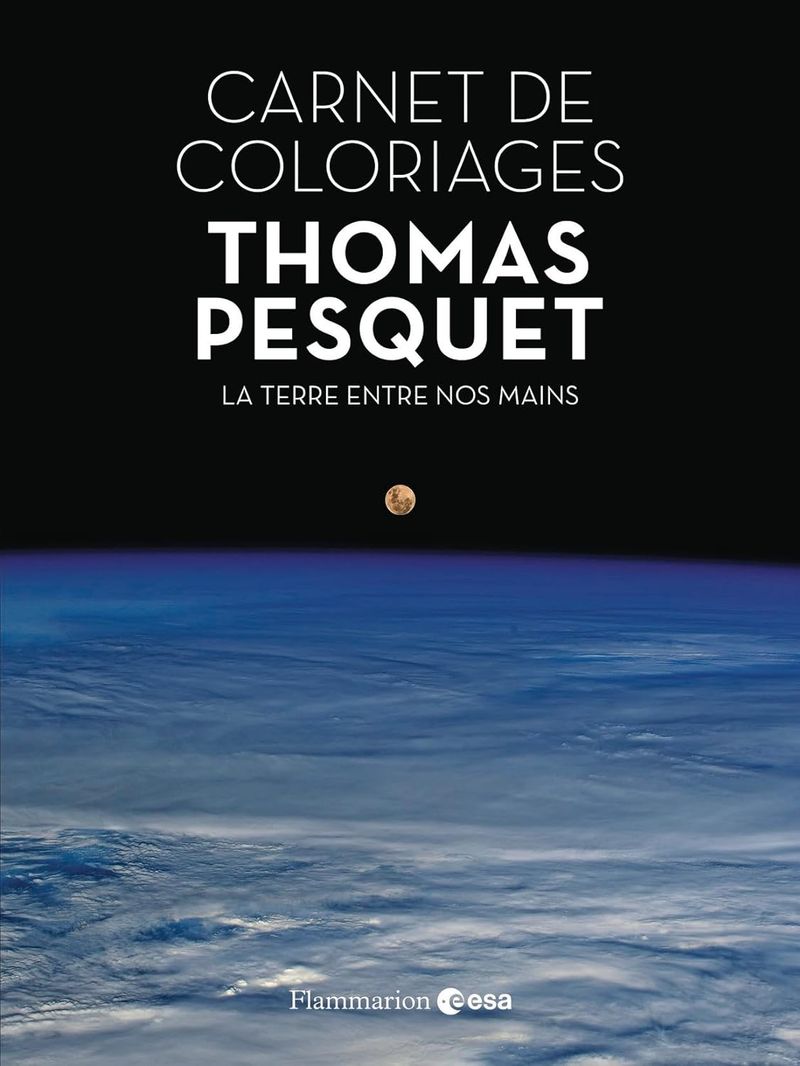 CARNET DE
COLORIAGES
THOMAS
PESQUET
LA TERRE ENTRE NOS MAINS
Flammarion esa